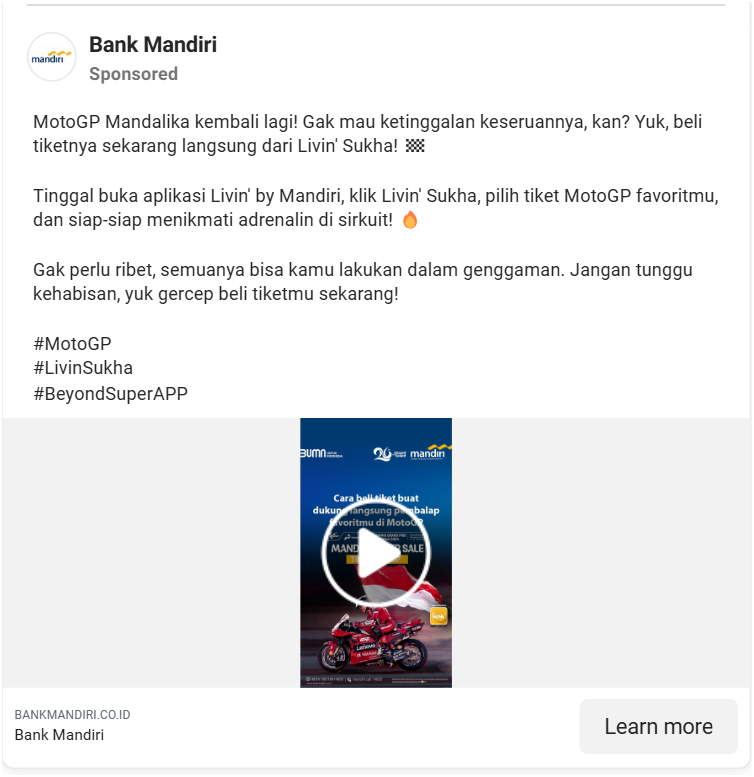 mandiri
Bank Mandiri
Sponsored
MotoGP Mandalika kembali lagi! Gak mau ketinggalan keseruannya, kan? Yuk, beli
tiketnya sekarang langsung dari Livin' Sukha! 🏁
Tinggal buka aplikasi Livin' by Mandiri, klik Livin' Sukha, pilih tiket MotoGP favoritmu,
dan siap-siap menikmati adrenalin di sirkuit! 🔥
Gak perlu ribet, semuanya bisa kamu lakukan dalam genggaman. Jangan tunggu
kehabisan, yuk gercep beli tiketmu sekarang!
#MotoGP
#LivinSukha
#BeyondSuperAPP
BUMN
mandiri
Cara beli tiket buat
dukung langsung pembalap
favoritmu di MotoGP
SALE
Lenovo
BANKMANDIRI.CO.ID
Bank Mandiri
Learn more